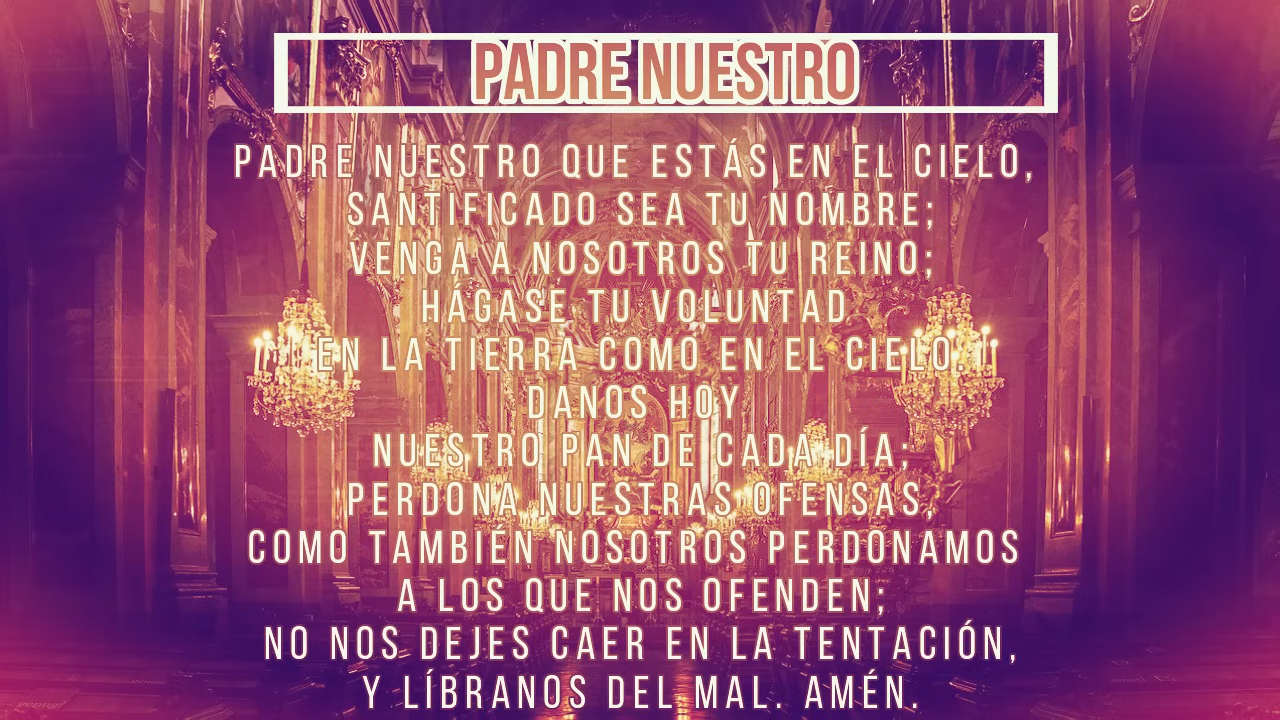 PADRE NUESTRO
PADRE NUESTRO QUE ESTÁS EN EL CIELO,
SANTIFICADO SEA TU NOMBRE;
VENGA A NOSOTROS TU REINO;
HÁGASE TU VOLUNTAD
EN LA TIERRA COMO EN EL CIELO.
DANOS HOY
NUESTRO PAN DE CADA DÍA;
PERDONA NUESTRAS OFENSAS,
COMO TAMBIÉN NOSOTROS PERDONAMOS
A LOS QUE NOS OFENDEN;
NO NOS DEJES CAER EN LA TENTACIÓN,
Y LÍBRANOS DEL MAL. AMÉN.